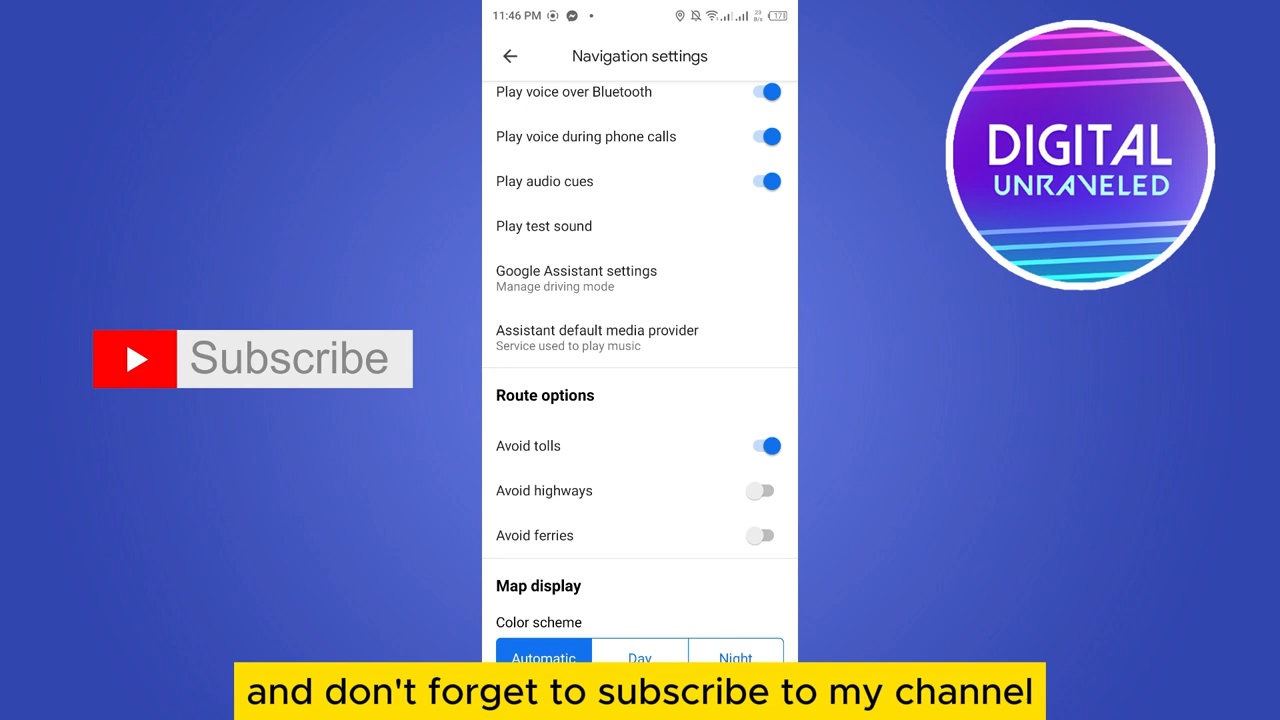 11:46 PM
23
B/s
17
Navigation settings
Play voice over Bluetooth
Play voice during phone calls
Play audio cues
Play test sound
Google Assistant settings
Manage driving mode
Assistant default media provider
Service used to play music
Route options
Avoid tolls
Avoid highways
Avoid ferries
Map display
Color scheme
Automatic Day Night
DIGITAL
UNRAVELED
Subscribe
and don't forget to subscribe to my channel